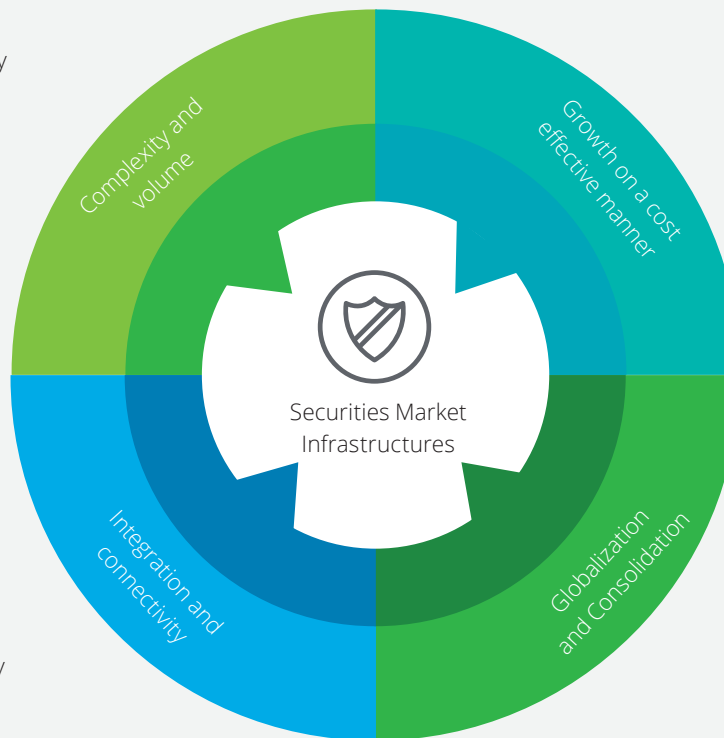 Complexity and
volume
Growth on a cost
effective manner
Securities Market
Infrastructures
Integration and
connectivity
Globalization
and Consolidation